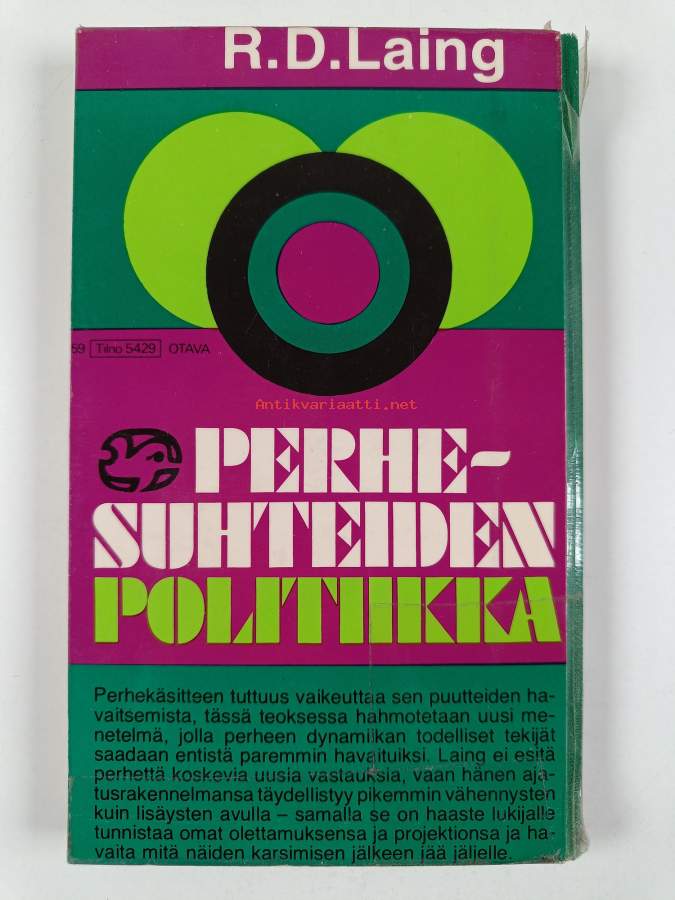 R.D.Laing
59 Tilno 5429 OTAVA
Antikvariaatti.net
PERHE-
SUHTEIDEN
POLITIIKKA
Perhekäsitteen tuttuus vaikeuttaa sen puutteiden ha-
vaitsemista, tässä teoksessa hahmotetaan uusi me-
netelmä, jolla perheen dynamiikan todelliset tekijät
saadaan entistä paremmin havaituiksi. Laing ei esitä
perhettä koskevia uusia vastauksia, vaan hänen aja-
tusrakennelmansa täydellistyy pikemmin vähennysten
kuin lisäysten avulla – samalla se on haaste lukijalle
tunnistaa omat olettamuksensa ja projektionsa ja ha-
vaita mitä näiden karsimisen jälkeen jää jäljelle.